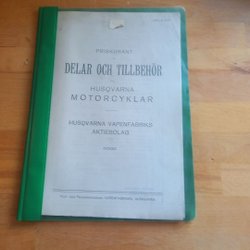 PRISKURANT
DELAR OCH TILLBEHÖR
HUSQVARNA
MOTORCYKLAR
HUSQVARNA VAPENFABRIKS
AKTIEBOLAG